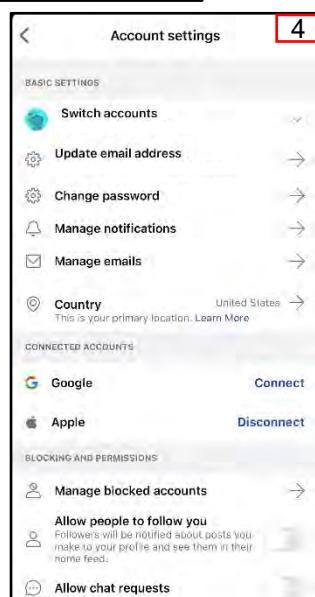 Account settings
4
BASIC SETTINGS
Switch accounts
Update email address
Change password
Manage notifications
Manage emails
Country
United States
This is your primary location. Learn More
CONNECTED ACCOUNTS
Google
Connect
Apple
Disconnect
BLOCKING AND PERMISSIONS
Manage blocked accounts
Allow people to follow you
Followers will be notified about posts you
make to your profile and see them in their
home feed.
Allow chat requests